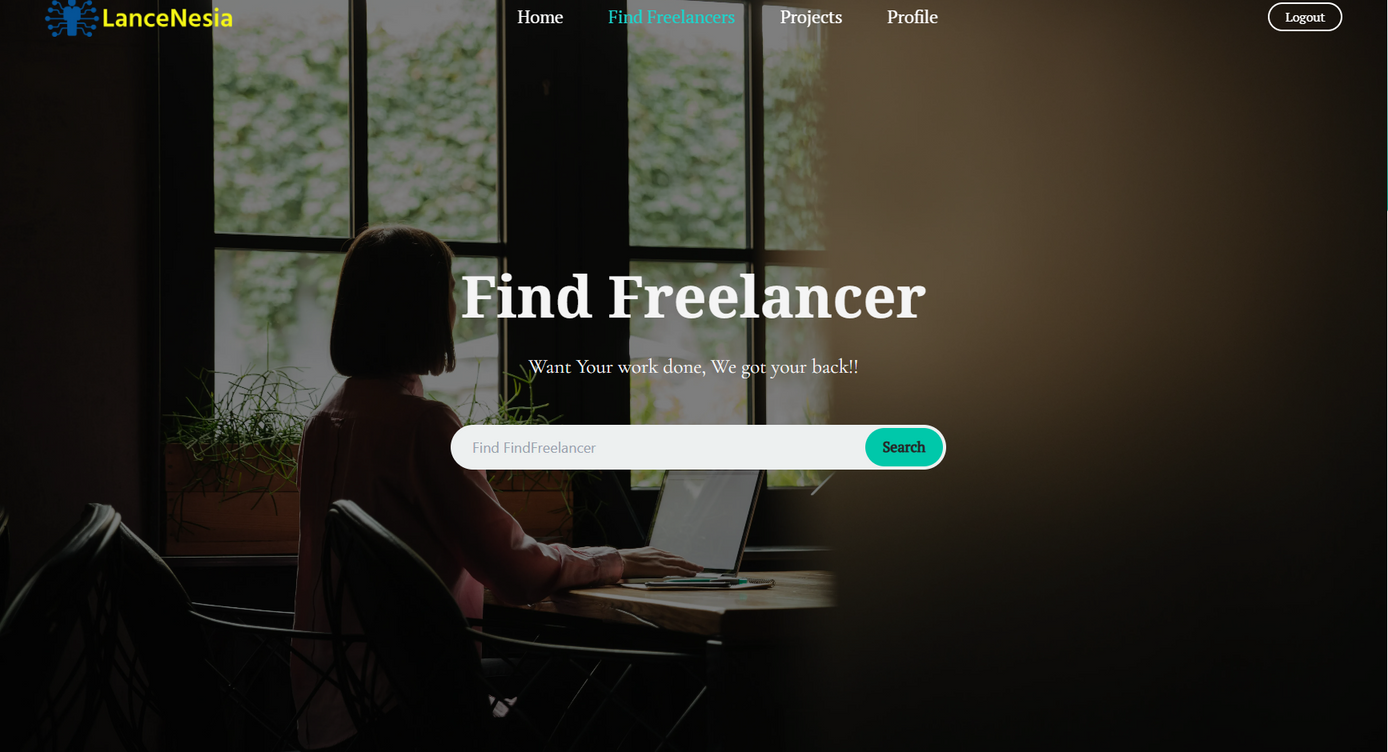 LanceNesia Home Find Freelancers Projects Profile Logout
Find Freelancer
Want Your work done, We got your back!!
Find FindFreelancer Search